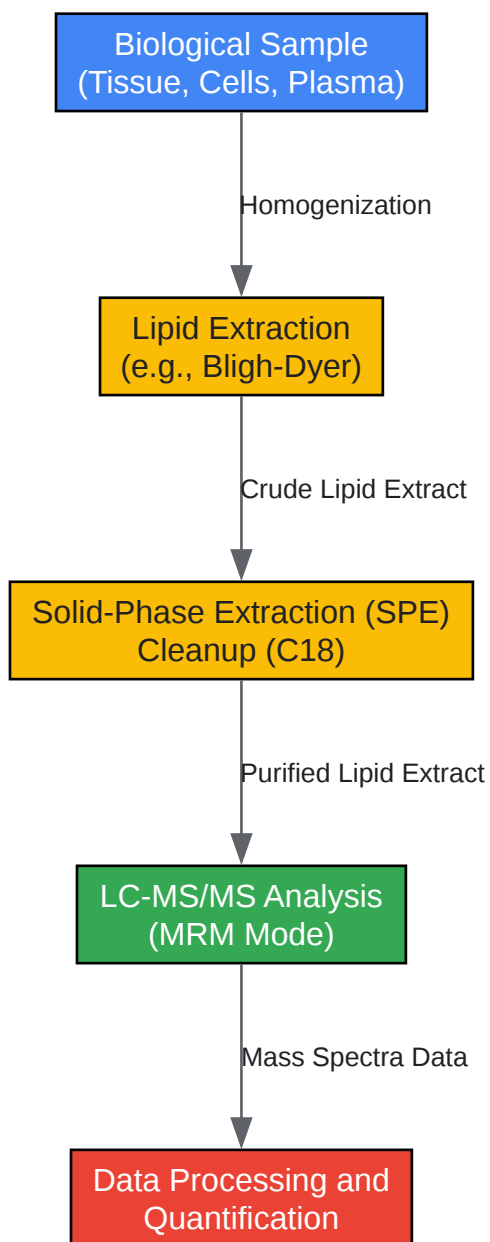 Biological Sample
(Tissue, Cells, Plasma)
Homogenization
Lipid Extraction
(e.g., Bligh-Dyer)
Crude Lipid Extract
Solid-Phase Extraction (SPE)
Cleanup (C18)
Purified Lipid Extract
LC-MS/MS Analysis
(MRM Mode)
Mass Spectra Data
Data Processing and
Quantification